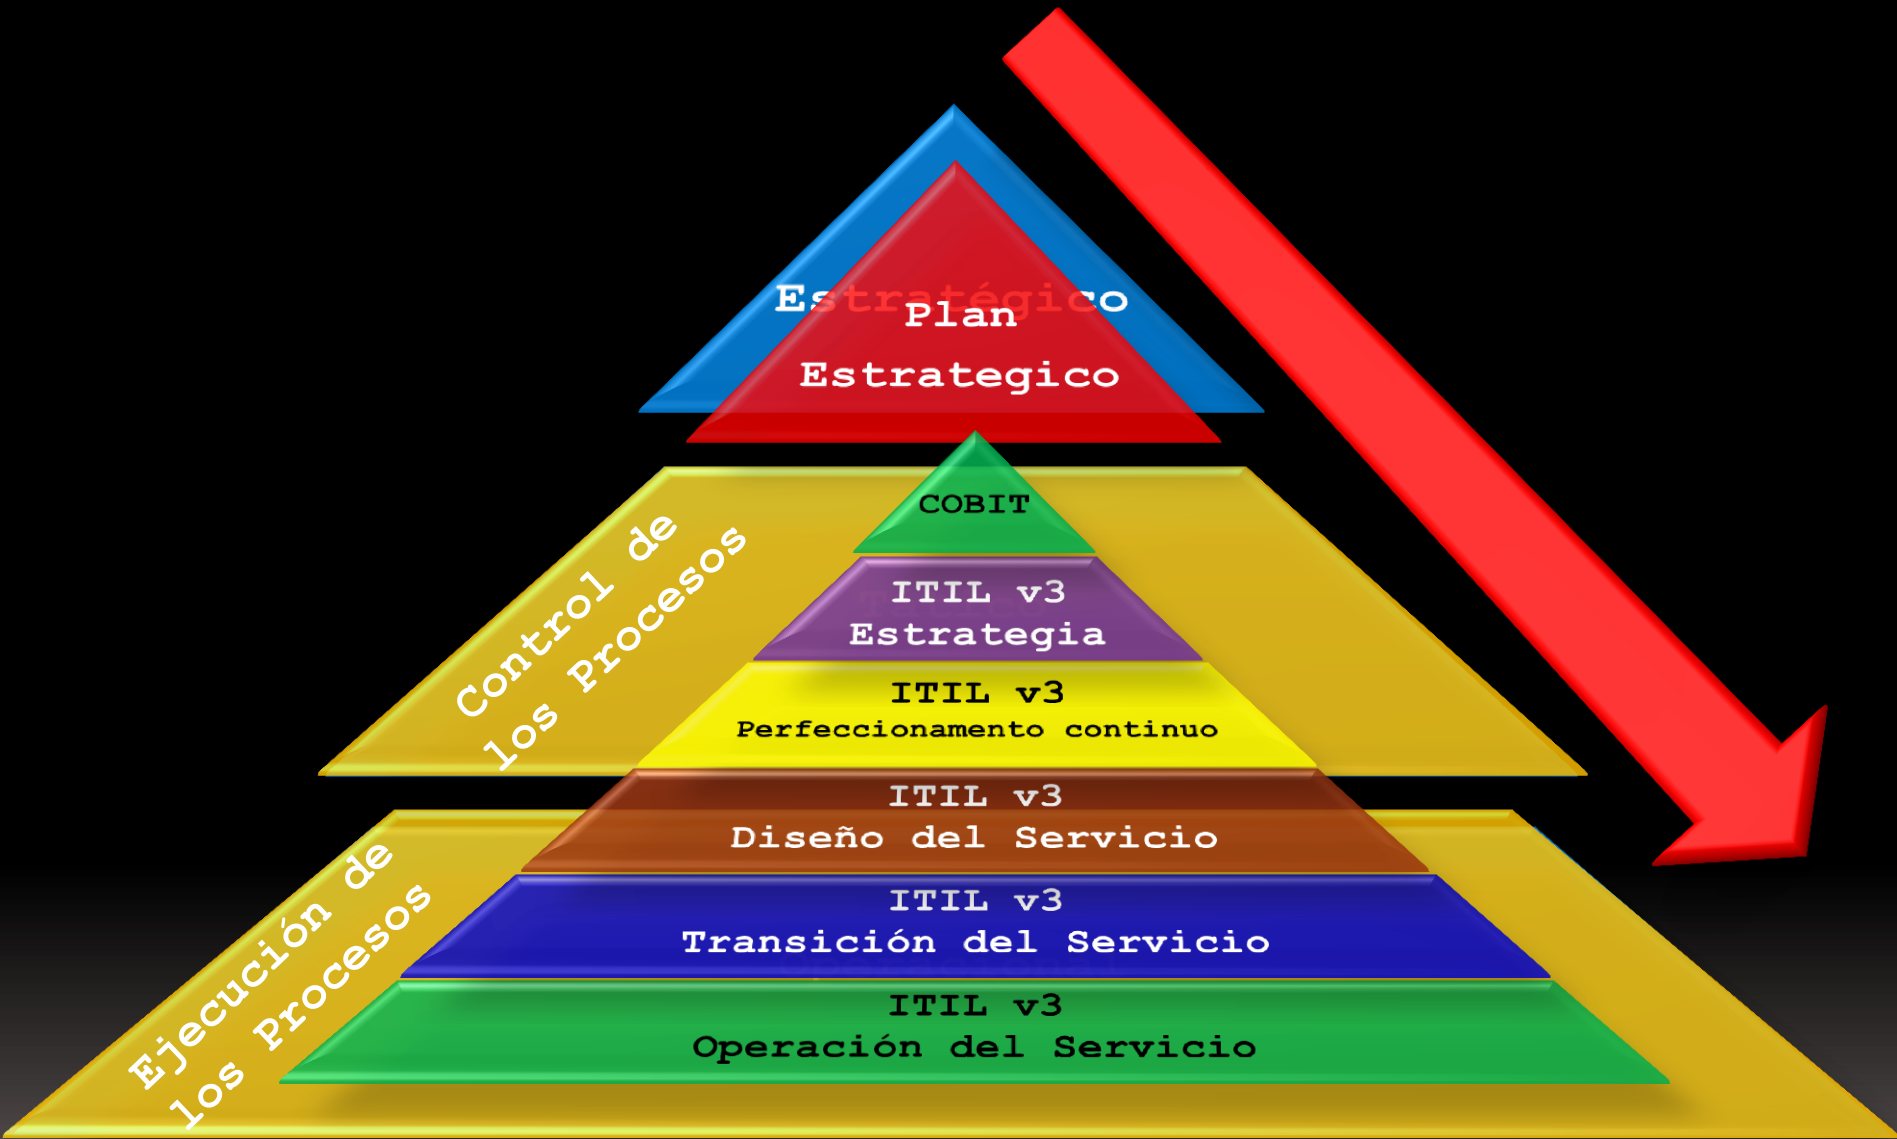 Estratégico
Plan
Estrategico
COBIT
Control de
los Procesos
ITIL v3
Estrategia
ITIL v3
Perfeccionamento continuo
ITIL v3
Diseño del Servicio
Ejecución de
los Procesos
ITIL v3
Transición del Servicio
ITIL v3
Operación del Servicio